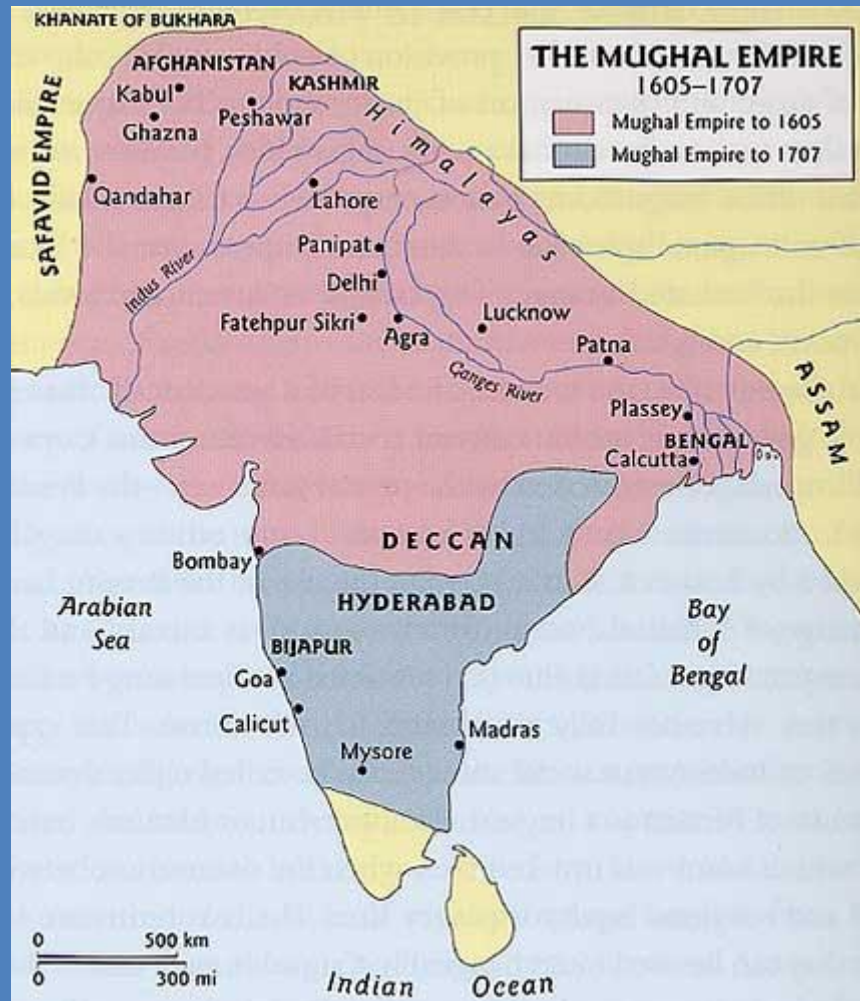 KHANATE OF BUKHARA
THE MUGHAL EMPIRE
1605–1707
Mughal Empire to 1605
Mughal Empire to 1707
AFGHANISTAN
KASHMIR
Kabul
Peshawar
Ghazna
Himalayas
SAFAVID EMPIRE
Qandahar
Lahore
Indus River
Panipat
Delhi
Fatehpur Sikri
Agra
Lucknow
Patna
Ganges River
ASSAM
Plassey
BENGAL
Calcutta
DECCAN
Bombay
HYDERABAD
Arabian
Sea
Bay
of
Bengal
BIJAPUR
Goa
Calicut
Mysore
Madras
0 500 km
0 300 mi
Indian Ocean